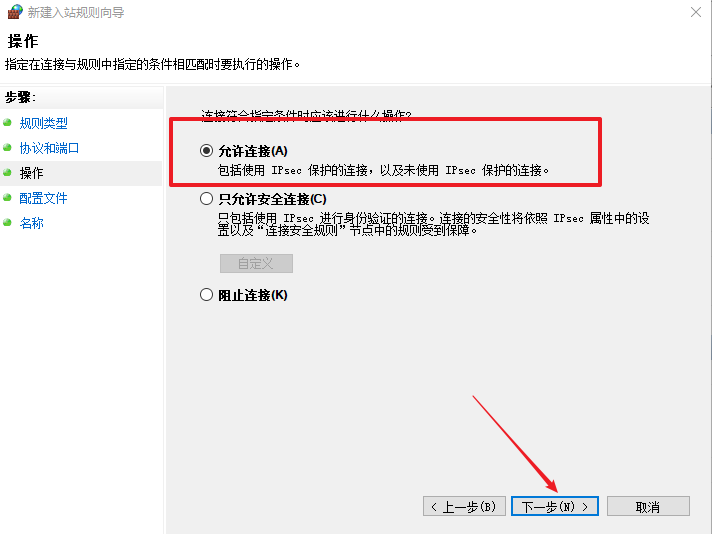 新建入站规则向导
操作
指定在连接与规则中指定的条件相匹配时要执行的操作。
步骤:
规则类型
协议和端口
操作
配置文件
名称
连接符合指定条件时应该进行什么操作?
允许连接(A)
包括使用 IPsec 保护的连接，以及未使用 IPsec 保护的连接。
只允许安全连接(C)
只包括使用 IPsec 进行身份验证的连接。连接的安全性将依照 IPsec 属性中的设
置以及“连接安全规则”节点中的规则受到保障。
自定义
阻止连接(K)
< 上一步(B)
下一步(N) >
取消